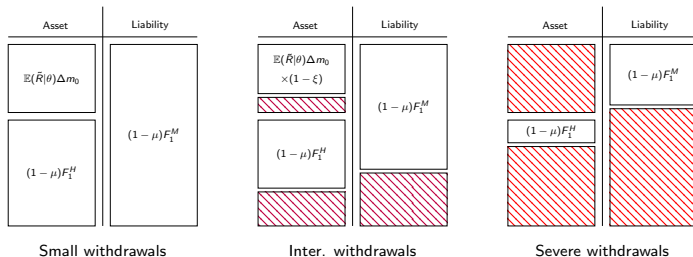 Asset Liability
𝔼(R̃|θ)Δm₀
(1 − μ)F₁ᴹ
(1 − μ)F₁ᴴ
Small withdrawals
Asset Liability
𝔼(R̃|θ)Δm₀
×(1 − ξ)
(1 − μ)F₁ᴹ
(1 − μ)F₁ᴴ
Inter. withdrawals
Asset Liability
(1 − μ)F₁ᴹ
(1 − μ)F₁ᴴ
Severe withdrawals